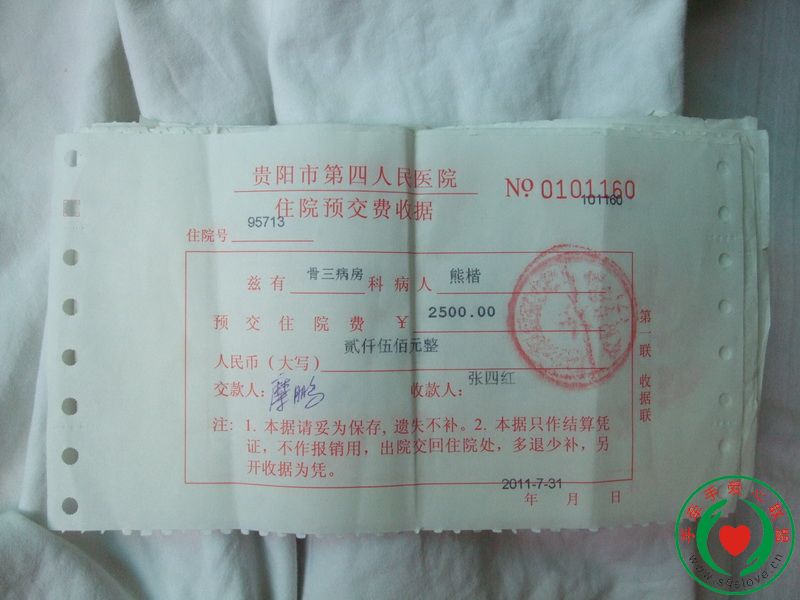 贵阳市第四人民医院
№ 0101160
101160
住院预交费收据
住院号 95713
兹有 骨三病房 科病人 熊楷
预交住院费 ¥ 2500.00
人民币（大写） 贰仟伍佰元整
交款人： 鹏 收款人： 张四红
注: 1. 本据请妥为保存, 遗失不补。2. 本据只作结算凭
证，不作报销用，出院交回住院处，多退少补，另
开收据为凭。
2011-7-31
年 月 日
第一联 收据联
www.sqslove.cn